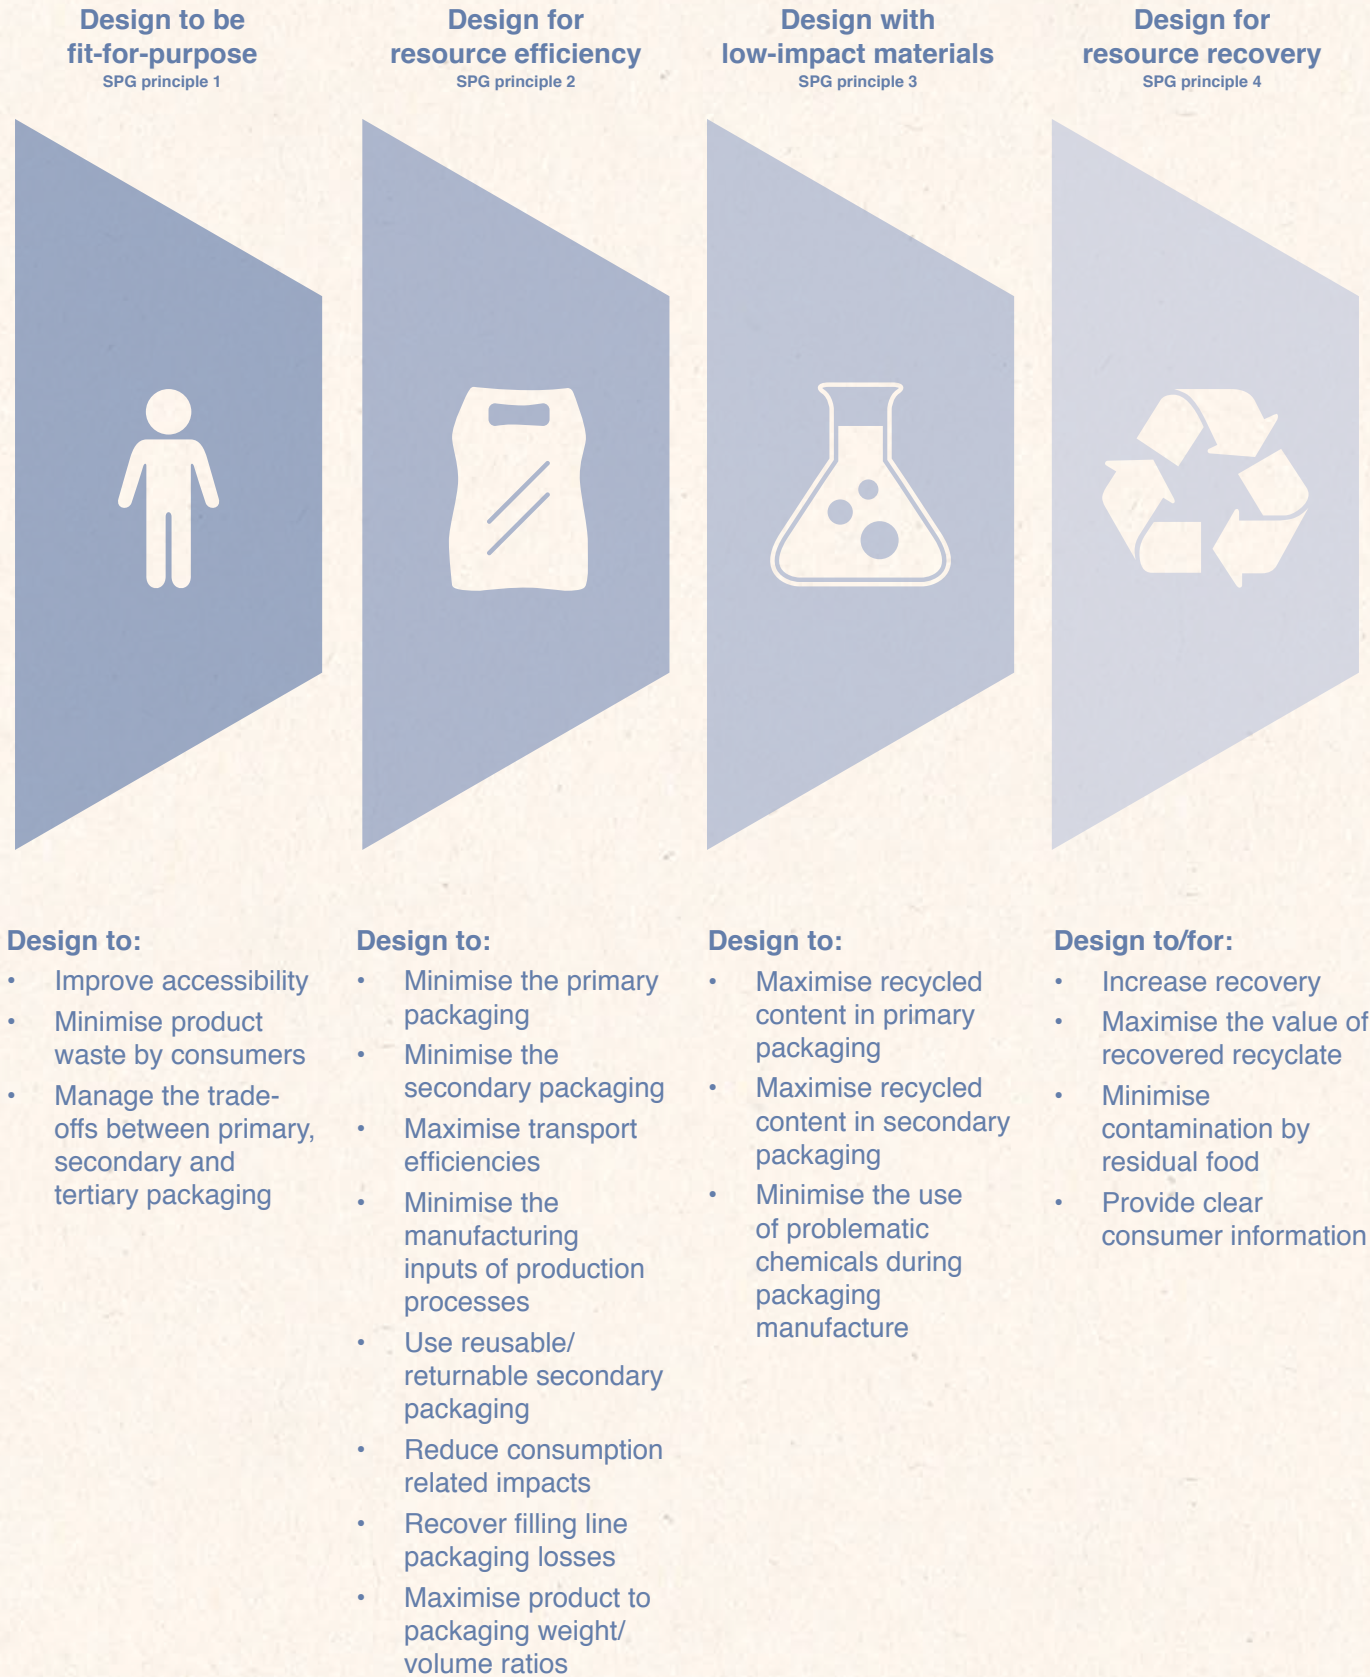 Design to be
fit-for-purpose
SPG principle 1
Design for
resource efficiency
SPG principle 2
Design with
low-impact materials
SPG principle 3
Design for
resource recovery
SPG principle 4
Design to:
• Improve accessibility
• Minimise product
waste by consumers
• Manage the trade-
offs between primary,
secondary and
tertiary packaging
Design to:
• Minimise the primary
packaging
• Minimise the
secondary packaging
• Maximise transport
efficiencies
• Minimise the
manufacturing
inputs of production
processes
• Use reusable/
returnable secondary
packaging
• Reduce consumption
related impacts
• Recover filling line
packaging losses
• Maximise product to
packaging weight/
volume ratios
Design to:
• Maximise recycled
content in primary
packaging
• Maximise recycled
content in secondary
packaging
• Minimise the use
of problematic
chemicals during
packaging
manufacture
Design to/for:
• Increase recovery
• Maximise the value of
recovered recyclate
• Minimise
contamination by
residual food
• Provide clear
consumer information